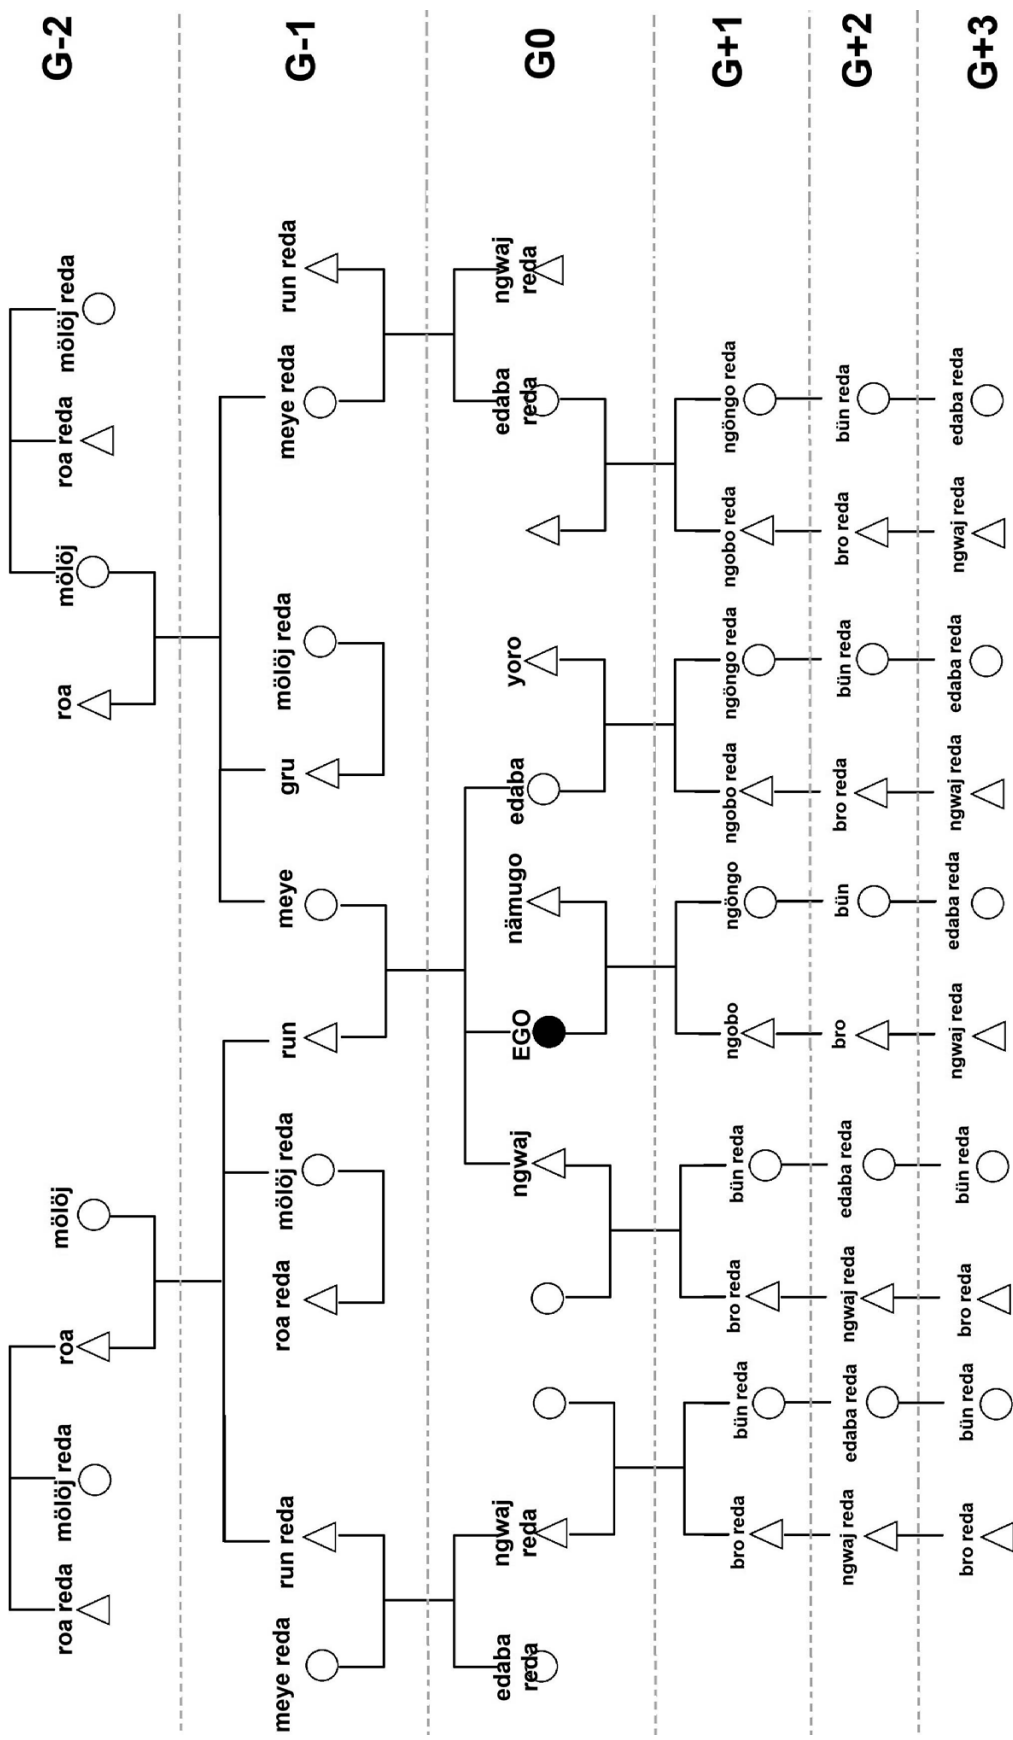 roa reda mölöj reda roa mölöj roa mölöj roa reda mölöj reda G-2
meye reda run reda roa reda mölöj reda run meye gru mölöj reda meye reda run reda G-1
edaba ngwaj ngwaj EGO nämugo edaba yoro edaba ngwaj G0
reda reda reda reda
bro reda bün reda bro reda bün reda ngobo ngöngo ngobo reda ngöngo reda ngobo reda ngöngo reda G+1
ngwaj reda edaba reda ngwaj reda edaba reda bro bün bro reda bün reda bro reda bün reda G+2
bro reda bün reda bro reda bün reda ngwaj reda edaba reda ngwaj reda edaba reda ngwaj reda edaba reda G+3